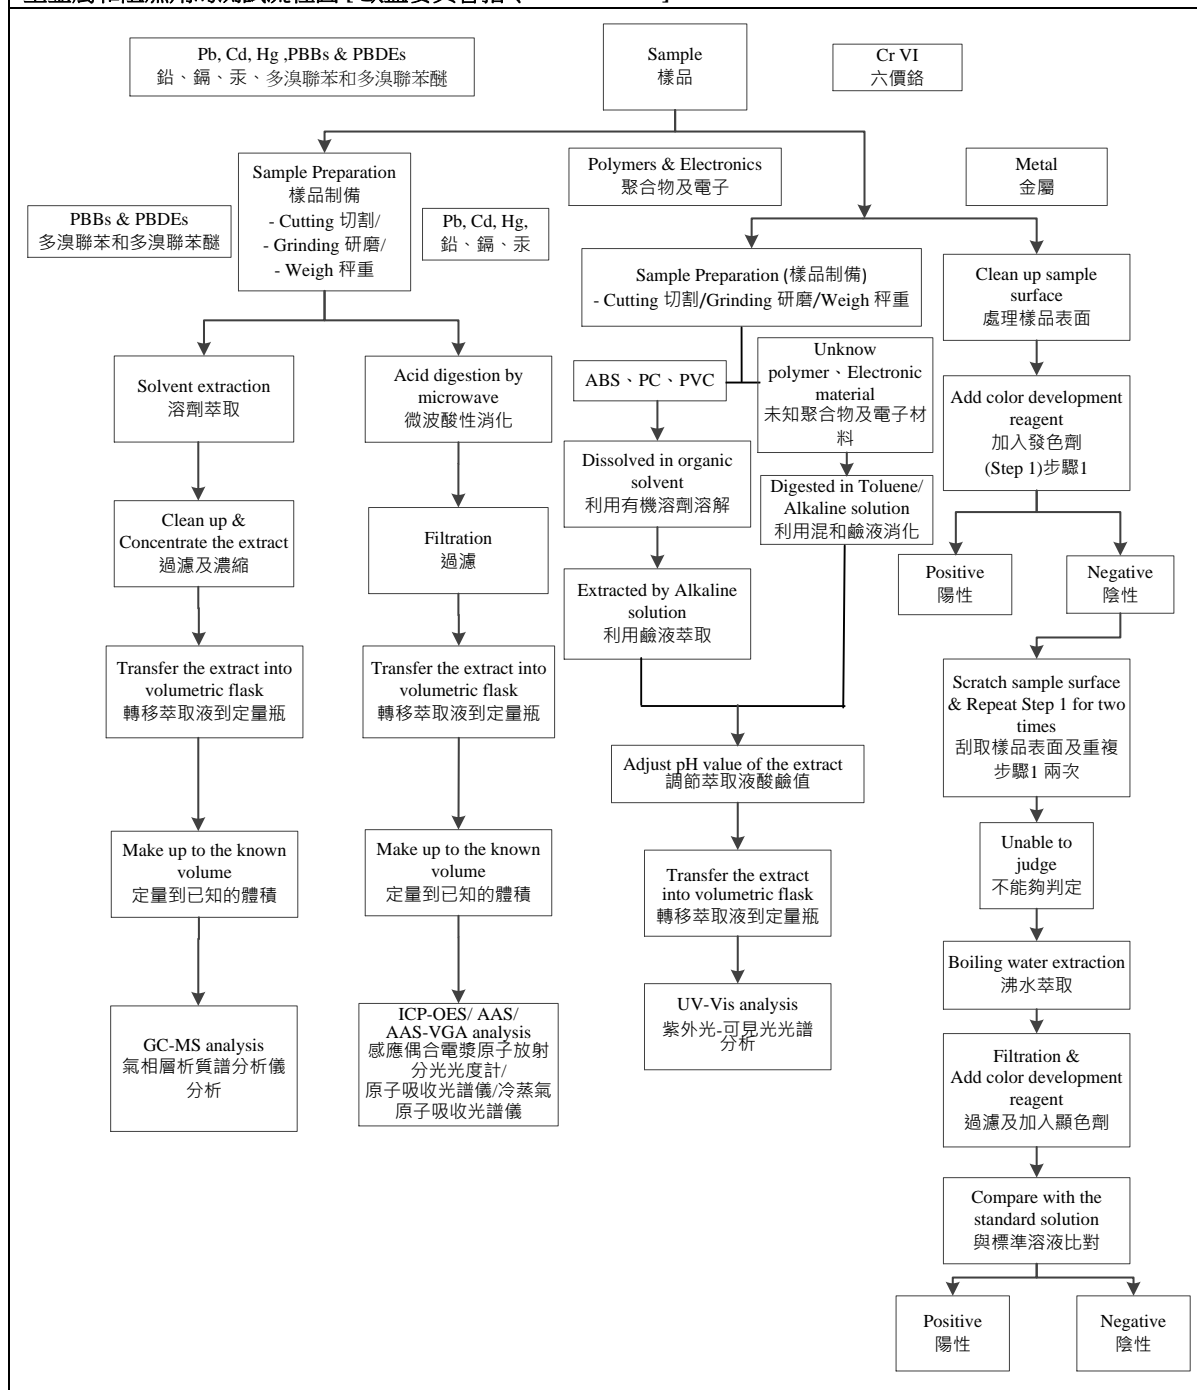 Pb, Cd, Hg ,PBBs & PBDEs
鉛、鎘、汞、多溴聯苯和多溴聯苯醚
Sample
樣品
Cr VI
六價鉻
Sample Preparation
樣品制備
- Cutting 切割/
- Grinding 研磨/
- Weigh 秤重
Polymers & Electronics
聚合物及電子
Metal
金屬
PBBs & PBDEs
多溴聯苯和多溴聯苯醚
Pb, Cd, Hg,
鉛、鎘、汞
Sample Preparation (樣品制備)
- Cutting 切割/Grinding 研磨/Weigh 秤重
Clean up sample
surface
處理樣品表面
Solvent extraction
溶劑萃取
Acid digestion by
microwave
微波酸性消化
ABS、PC、PVC
Unknow
polymer、Electronic
material
未知聚合物及電子材
料
Add color development
reagent
加入發色劑
(Step 1)步驟1
Dissolved in organic
solvent
利用有機溶劑溶解
Digested in Toluene/
Alkaline solution
利用混和鹼液消化
Clean up &
Concentrate the extract
過濾及濃縮
Filtration
過濾
Extracted by Alkaline
solution
利用鹼液萃取
Positive
陽性
Negative
陰性
Transfer the extract into
volumetric flask
轉移萃取液到定量瓶
Transfer the extract into
volumetric flask
轉移萃取液到定量瓶
Scratch sample surface
& Repeat Step 1 for two
times
刮取樣品表面及重複
步驟1 兩次
Adjust pH value of the extract
調節萃取液酸鹼值
Make up to the known
volume
定量到已知的體積
Make up to the known
volume
定量到已知的體積
Transfer the extract
into volumetric flask
轉移萃取液到定量瓶
Unable to
judge
不能夠判定
Boiling water extraction
沸水萃取
GC-MS analysis
氣相層析質譜分析儀
分析
ICP-OES/ AAS/
AAS-VGA analysis
感應偶合電漿原子放射
分光光度計/
原子吸收光譜儀/冷蒸氣
原子吸收光譜儀
UV-Vis analysis
紫外光-可見光光譜
分析
Filtration &
Add color development
reagent
過濾及加入顯色劑
Compare with the
standard solution
與標準溶液比對
Positive
陽性
Negative
陰性